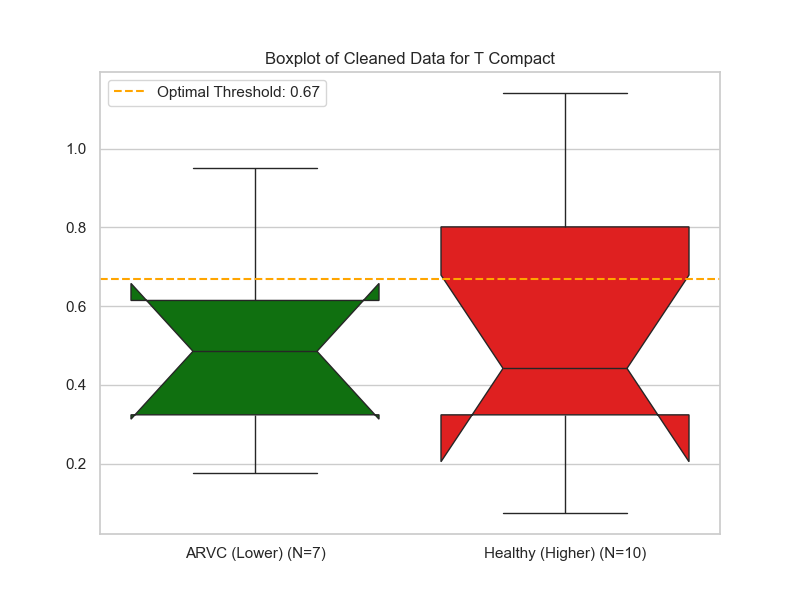 Boxplot of Cleaned Data for T Compact
Optimal Threshold: 0.67
1.0
0.8
0.6
0.4
0.2
ARVC (Lower) (N=7)
Healthy (Higher) (N=10)